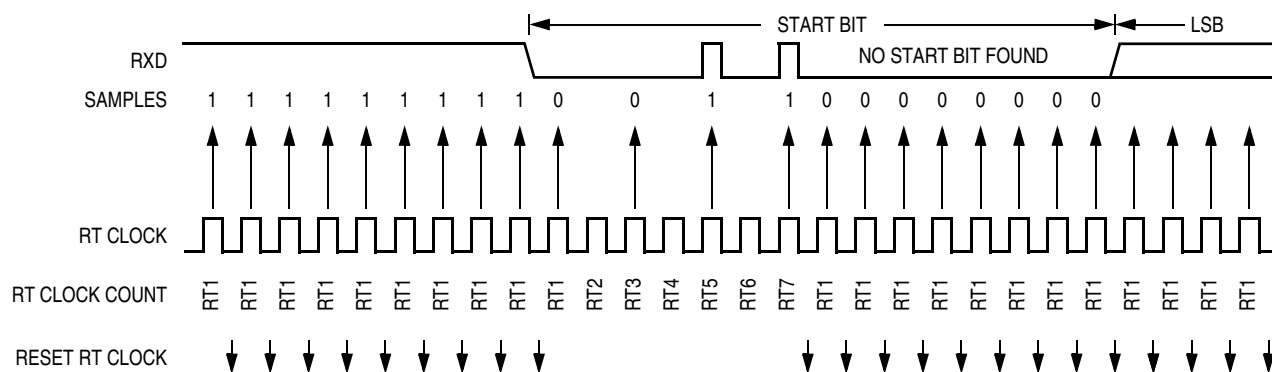 START BIT LSB
RXD NO START BIT FOUND
SAMPLES 1 1 1 1 1 1 1 1 1 0 0 1 1 0 0 0 0 0 0 0 0
RT CLOCK
RT CLOCK COUNT RT1 RT1 RT1 RT1 RT1 RT1 RT1 RT1 RT1 RT1 RT2 RT3 RT4 RT5 RT6 RT7 RT1 RT1 RT1 RT1 RT1 RT1 RT1 RT1 RT1 RT1 RT1 RT1
RESET RT CLOCK